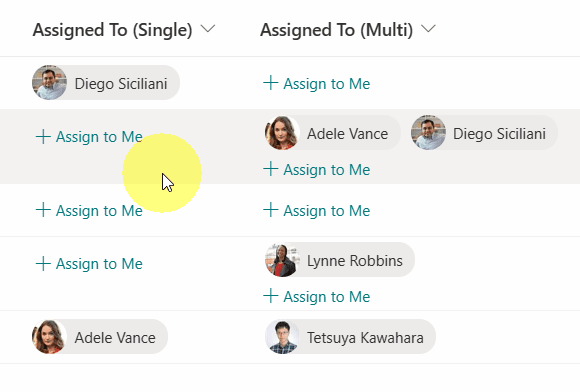 Assigned To (Single) Assigned To (Multi)
Diego Siciliani + Assign to Me
+ Assign to Me Adele Vance Diego Siciliani
+ Assign to Me
+ Assign to Me + Assign to Me
+ Assign to Me Lynne Robbins
+ Assign to Me
Adele Vance Tetsuya Kawahara